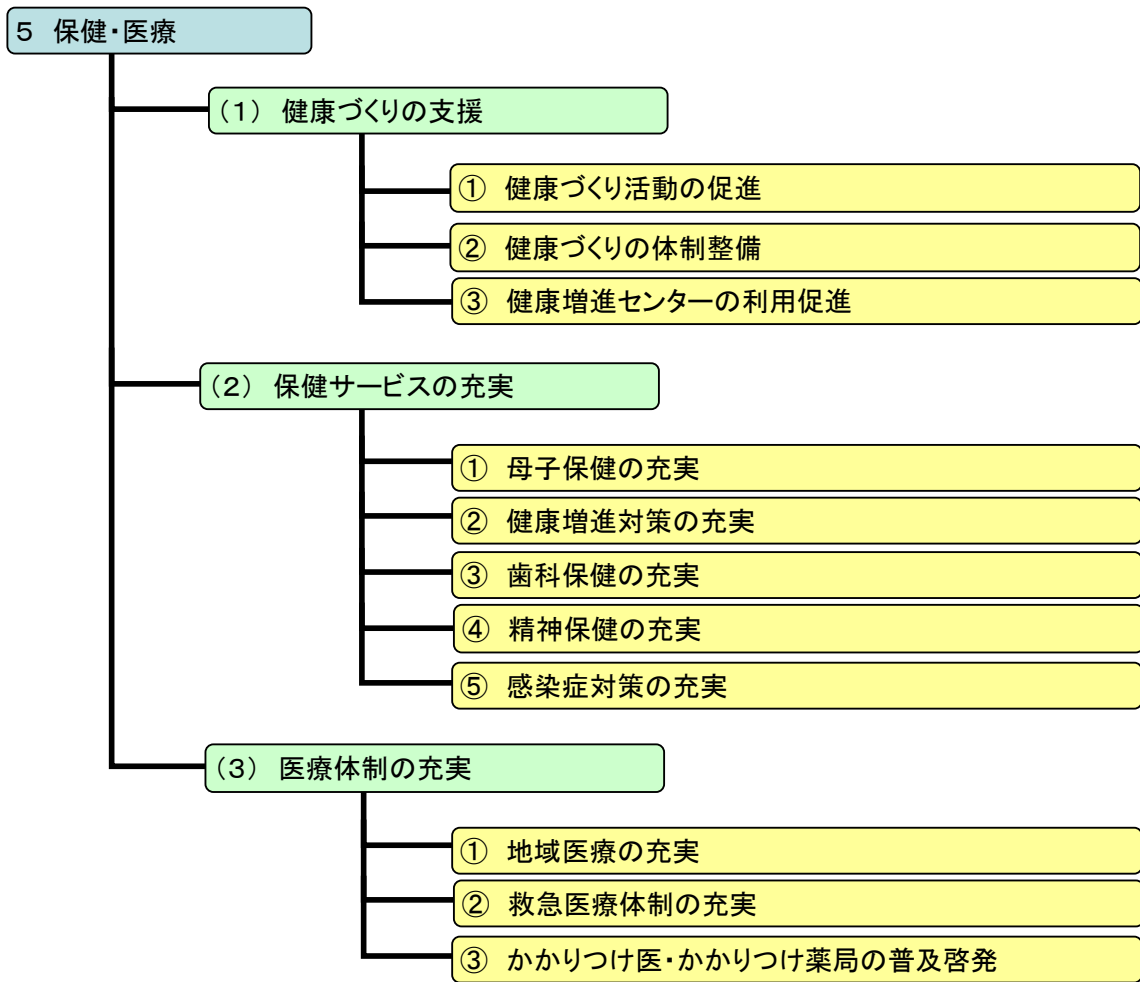 5 保健・医療
(1) 健康づくりの支援
① 健康づくり活動の促進
② 健康づくりの体制整備
③ 健康増進センターの利用促進
(2) 保健サービスの充実
① 母子保健の充実
② 健康増進対策の充実
③ 歯科保健の充実
④ 精神保健の充実
⑤ 感染症対策の充実
(3) 医療体制の充実
① 地域医療の充実
② 救急医療体制の充実
③ かかりつけ医・かかりつけ薬局の普及啓発